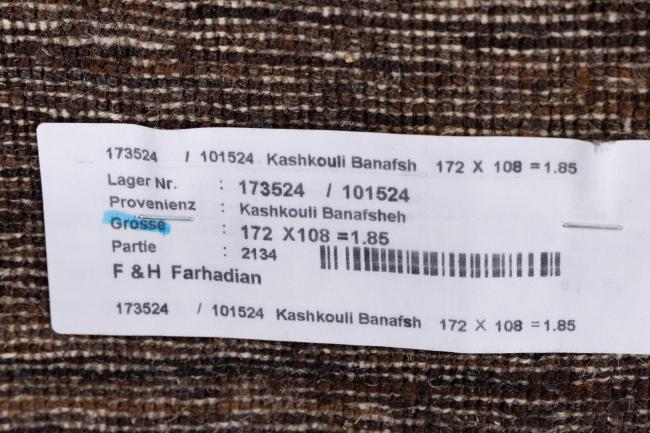 173524 / 101524 Kashkouli Banafsh 172 X 108 =1.85
Lager Nr. : 173524 / 101524
Provenienz : Kashkouli Banafsheh
Grosse : 172 X108 =1.85
Partie : 2134
F & H Farhadian
173524 / 101524 Kashkouli Banafsh 172 X 108 =1.85